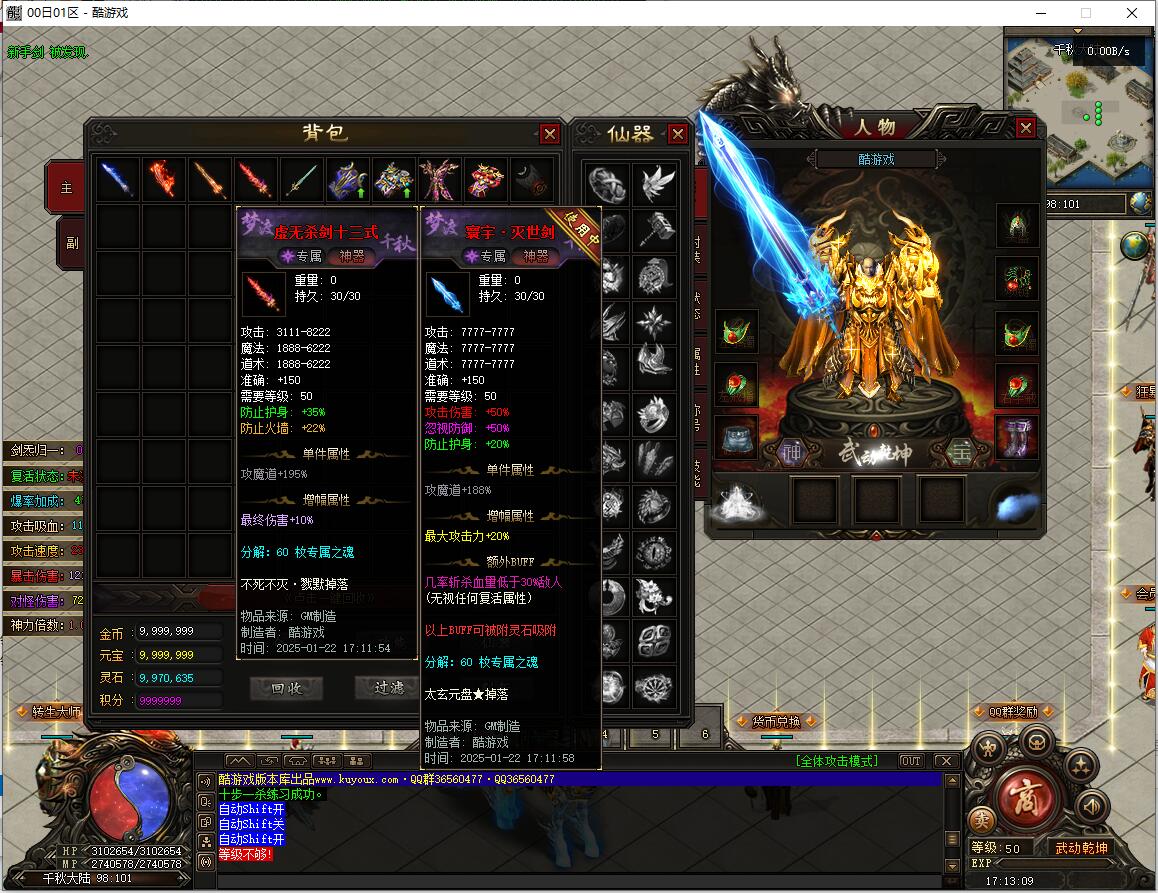 00日01区 - 酷游戏
新手剑 被发现.
0.00B/s
98:101
背包
仙器
人物
酷游戏
主
副
虚无杀剑十三式
专属 神器
重量: 0
持久: 30/30
攻击: 3111-8222
魔法: 1888-6222
道术: 1888-6222
准确: +150
需要等级: 50
防止护身: +35%
防止火墙: +22%
单件属性
攻魔道+195%
增幅属性
最终伤害+10%
分解: 60 枚专属之魂
不死不灭·戮默掉落
物品来源: GM制造
制造者: 酷游戏
时间: 2025-01-22 17:11:54
使用中
寰宇·灭世剑
专属 神器
重量: 0
持久: 30/30
攻击: 7777-7777
魔法: 7777-7777
道术: 7777-7777
准确: +150
需要等级: 50
攻击伤害: +50%
忽视防御: +50%
防止护身: +20%
单件属性
攻魔道+188%
增幅属性
最大攻击力+20%
额外BUFF
几率斩杀血量低于30%敌人
(无视任何复活属性)
以上BUFF可被附灵石吸附
分解: 60 枚专属之魂
太玄元盘★掉落
物品来源: GM制造
制造者: 酷游戏
时间: 2025-01-22 17:11:58
神
武动乾坤
宝
剑炁归一:
复活状态:
爆率加成:
攻击吸血: 11
攻击速度:
暴击伤害: 12
对怪伤害: 72
神力倍数:
金币 : 9,999,999
元宝 : 9,999,999
灵石 : 9,970,635
积分 : 9999999
回收
过滤
转生大师
货币兑换
QQ群奖励
4 5 6
[全体攻击模式]
OUT
酷游戏版本库出品www.kuyoux.com·QQ群36560477·QQ36560477
十步一杀练习成功。
自动Shift开
自动Shift关
自动Shift开
等级不够!
HP 3102654/3102654
MP 2740578/2740578
千秋大陆 98:101
商
卖
等级: 50
武动乾坤
EXP
17:13:09